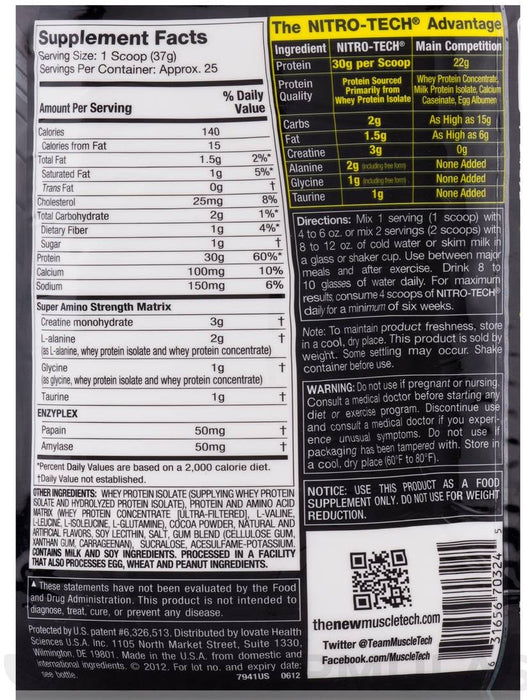 Supplement Facts
Serving Size: 1 Scoop (37g)
Servings Per Container: Approx. 25
Amount Per Serving % Daily Value
Calories 140
Calories from Fat 15
Total Fat 1.5g 2%*
Saturated Fat 1g 5%*
Trans Fat 0g †
Cholesterol 25mg 8%
Total Carbohydrate 2g 1%*
Dietary Fiber 1g 4%*
Sugar 1g †
Protein 30g 60%*
Calcium 100mg 10%
Sodium 150mg 6%
Super Amino Strength Matrix
Creatine monohydrate 3g †
L-alanine 2g †
(as L-alanine, whey protein isolate and whey protein concentrate)
Glycine 1g †
(as glycine, whey protein isolate and whey protein concentrate)
Taurine 1g †
ENZYPLEX
Papain 50mg †
Amylase 50mg †
*Percent Daily Values are based on a 2,000 calorie diet.
†Daily Value not established.
OTHER INGREDIENTS: WHEY PROTEIN ISOLATE (SUPPLYING WHEY PROTEIN
ISOLATE AND HYDROLYZED PROTEIN ISOLATE), PROTEIN AND AMINO ACID
MATRIX (WHEY PROTEIN CONCENTRATE [ULTRA-FILTERED], L-VALINE,
L-LEUCINE, L-ISOLEUCINE, L-GLUTAMINE), COCOA POWDER, NATURAL AND
ARTIFICIAL FLAVORS, SOY LECITHIN, SALT, GUM BLEND (CELLULOSE GUM,
XANTHAN GUM, CARRAGEENAN), SUCRALOSE, ACESULFAME-POTASSIUM.
CONTAINS MILK AND SOY INGREDIENTS. PROCESSED IN A FACILITY
THAT ALSO PROCESSES EGG, WHEAT AND PEANUT INGREDIENTS.
▲These statements have not been evaluated by the Food
and Drug Administration. This product is not intended to
diagnose, treat, cure, or prevent any disease.
Protected by U.S. patent #6,326,513. Distributed by Iovate Health
Sciences U.S.A. Inc. 1105 North Market Street, Suite 1330,
Wilmington, DE 19801. Made in the U.S.A. from domestic and
international ingredients. © 2012. For lot no. and expiry date:
see bottle. 7941US 0612
The NITRO-TECH® Advantage
Ingredient NITRO-TECH® Main Competition
Protein 30g per Scoop 22g
Protein Quality Protein Sourced Primarily from Whey Protein Isolate Whey Protein Concentrate, Milk Protein Isolate, Calcium Caseinate, Egg Albumen
Carbs 2g As High as 15g
Fat 1.5g As High as 6g
Creatine 3g 0g
Alanine 2g (including free form) None Added
Glycine 1g (including free form) None Added
Taurine 1g None Added
Directions: Mix 1 serving (1 scoop) with
4 to 6 oz. or mix 2 servings (2 scoops) with
8 to 12 oz. of cold water or skim milk in
a glass or shaker cup. Use between major
meals and after exercise. Drink 8 to
10 glasses of water daily. For maximum
results, consume 4 scoops of NITRO-TECH®
daily for a minimum of six weeks.
Note: To maintain product freshness, store
in a cool, dry place. This product is sold by
weight. Some settling may occur. Shake
container before use.
WARNING: Do not use if pregnant or nursing.
Consult a medical doctor before starting any
diet or exercise program. Discontinue use
and consult a medical doctor if you experi-
ence unusual symptoms. Do not use if
packaging has been tampered with. Store in
a cool, dry place (60°F to 80°F).
NOTICE: USE THIS PRODUCT AS A FOOD
SUPPLEMENT ONLY. DO NOT USE FOR WEIGHT
REDUCTION.
thenewmuscletech.com
Twitter @TeamMuscleTech
Facebook.com/MuscleTech
6 31656 70324 5